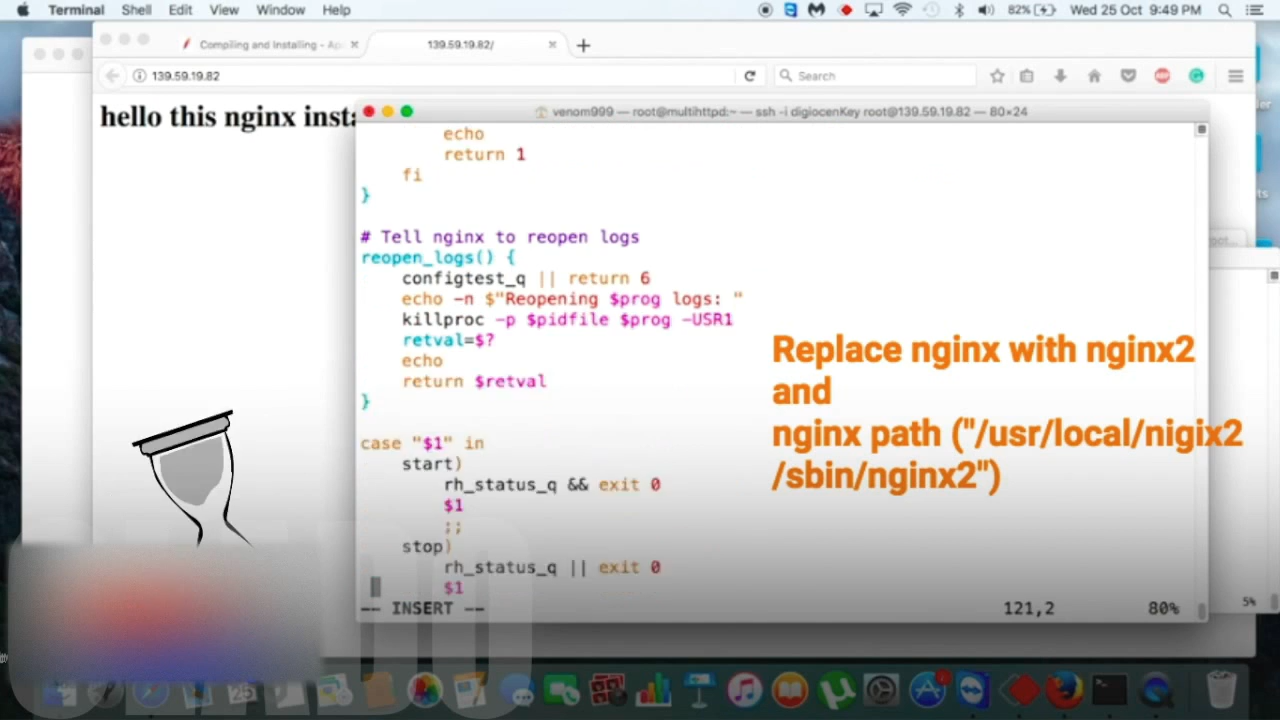 Terminal Shell Edit View Window Help 82% Wed 25 Oct 9:49 PM
Compiling and Installing - Ap
139.59.19.82/
139.59.19.82
Search
hello this nginx insta
venom999 — root@multihttpd:~ — ssh -i digiocenKey root@139.59.19.82 — 80×24
echo
return 1
fi
}
# Tell nginx to reopen logs
reopen_logs() {
configtest_q || return 6
echo -n $"Reopening $prog logs: "
killproc -p $pidfile $prog -USR1
retval=$?
echo
return $retval
}
case "$1" in
start)
rh_status_q && exit 0
$1
;;
stop)
rh_status_q || exit 0
$1
-- INSERT -- 121,2 80%
Replace nginx with nginx2
and
nginx path ("/usr/local/nigix2
/sbin/nginx2")
5%